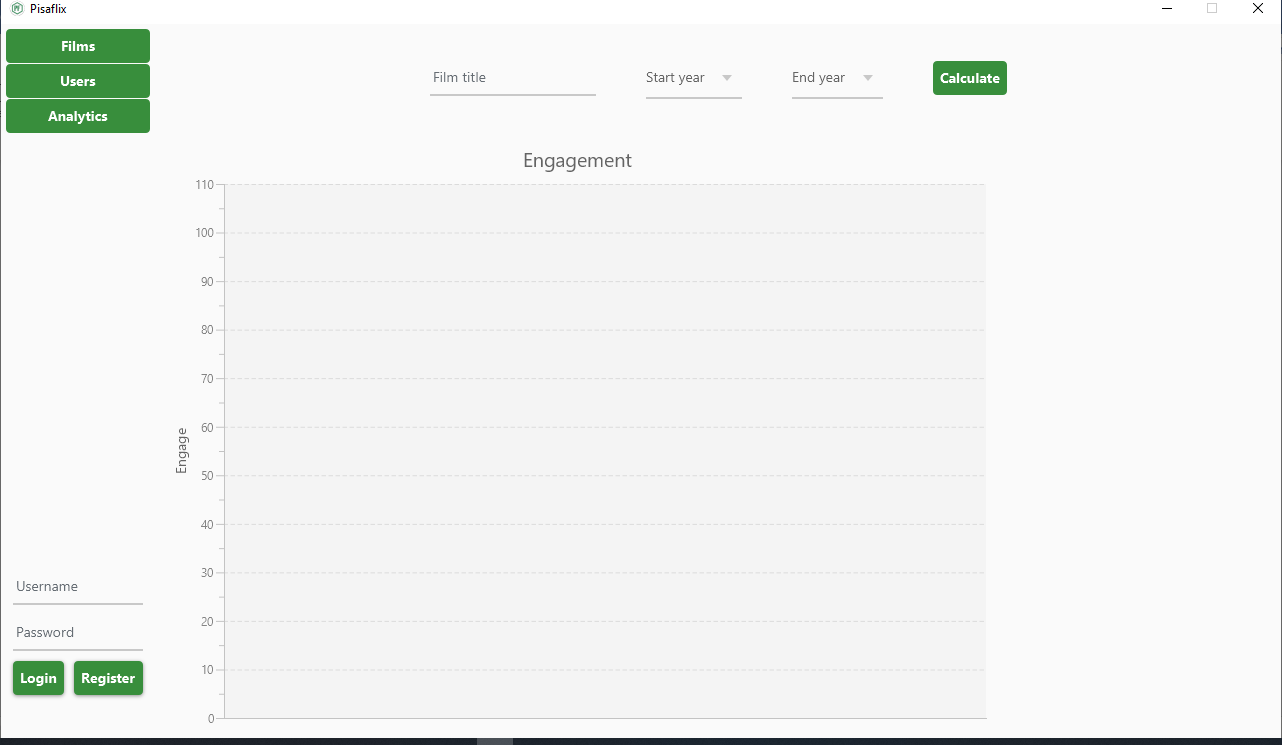 Pisaflix
Films
Users
Analytics
Film title
Start year
End year
Calculate
Engagement
Engage
110
100
90
80
70
60
50
40
30
20
10
0
Username
Password
Login
Register